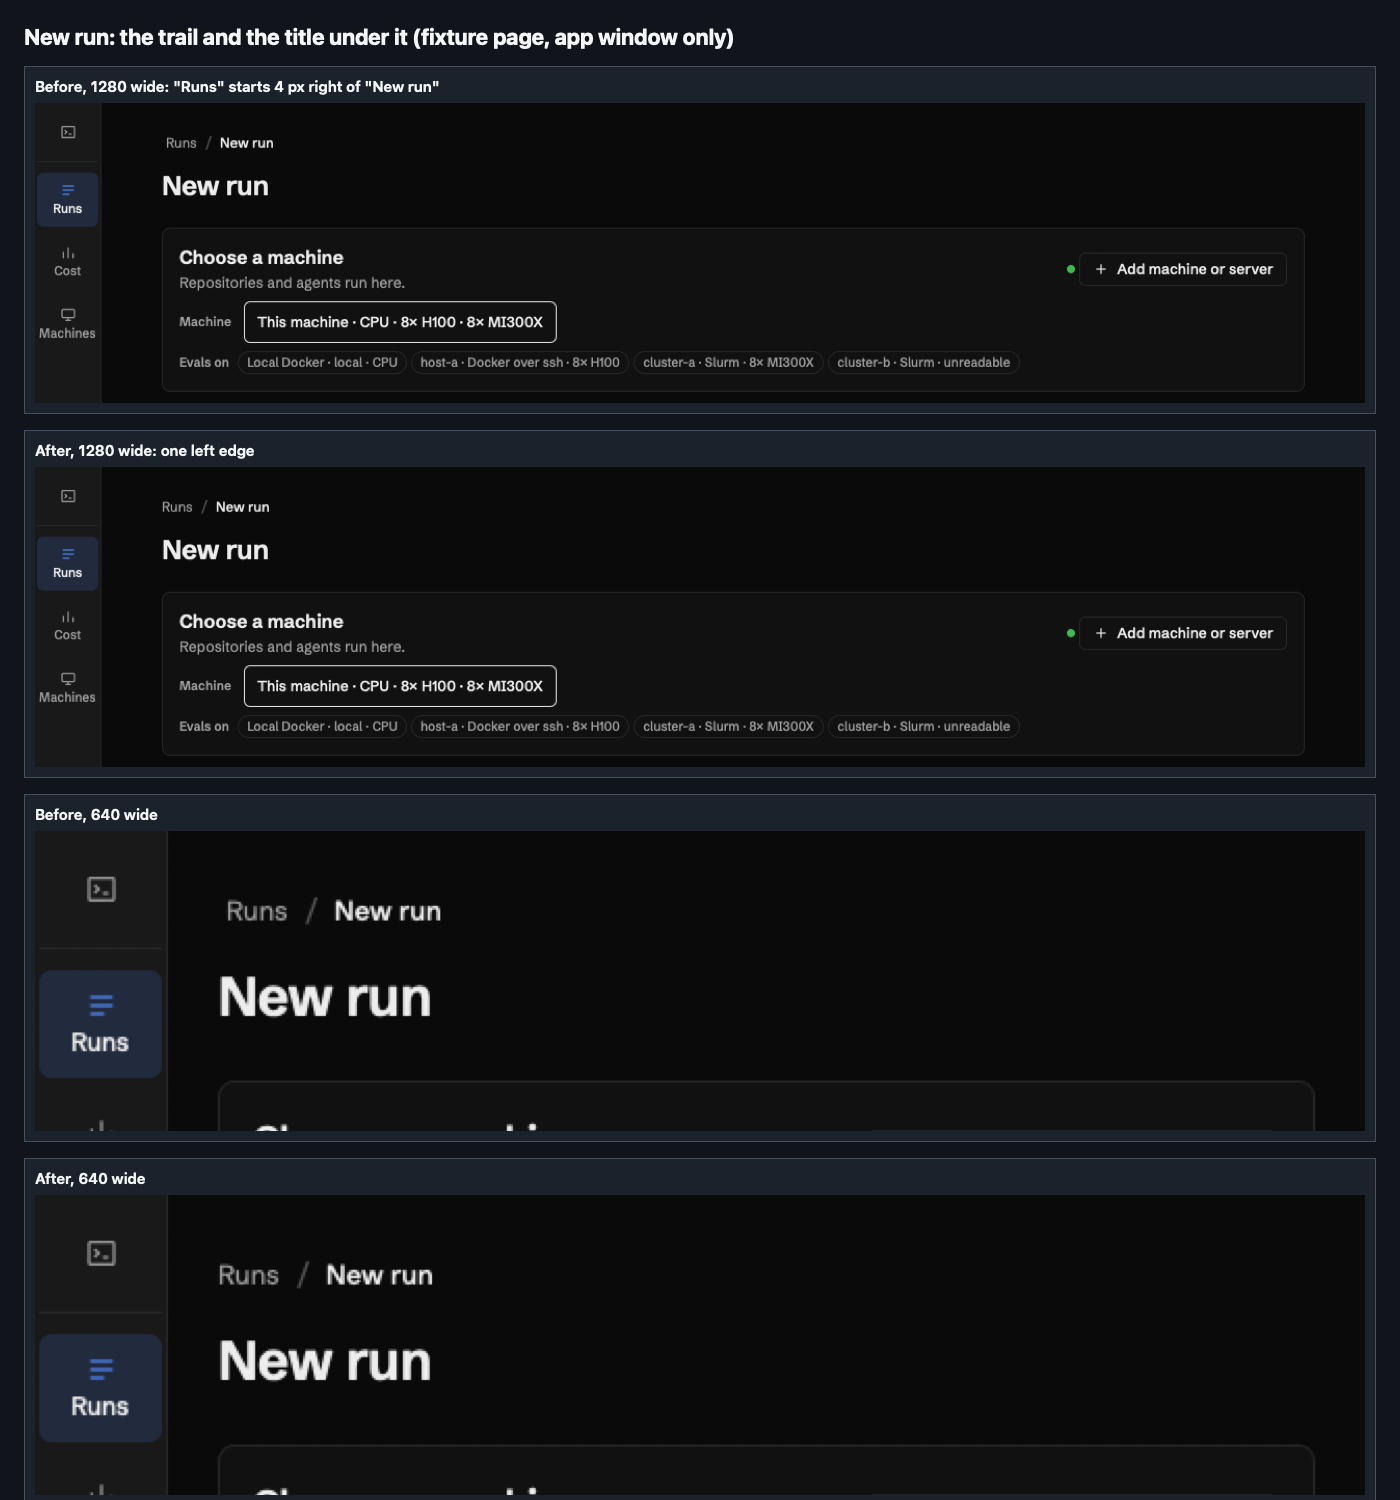 New run: the trail and the title under it (fixture page, app window only)
Before, 1280 wide: "Runs" starts 4 px right of "New run"
Runs / New run
New run
Runs
Cost
Machines
Choose a machine
Repositories and agents run here.
+ Add machine or server
Machine This machine · CPU · 8× H100 · 8× MI300X
Evals on Local Docker · local · CPU host-a · Docker over ssh · 8× H100 cluster-a · Slurm · 8× MI300X cluster-b · Slurm · unreadable
After, 1280 wide: one left edge
Runs / New run
New run
Runs
Cost
Machines
Choose a machine
Repositories and agents run here.
+ Add machine or server
Machine This machine · CPU · 8× H100 · 8× MI300X
Evals on Local Docker · local · CPU host-a · Docker over ssh · 8× H100 cluster-a · Slurm · 8× MI300X cluster-b · Slurm · unreadable
Before, 640 wide
Runs / New run
New run
Runs
After, 640 wide
Runs / New run
New run
Runs